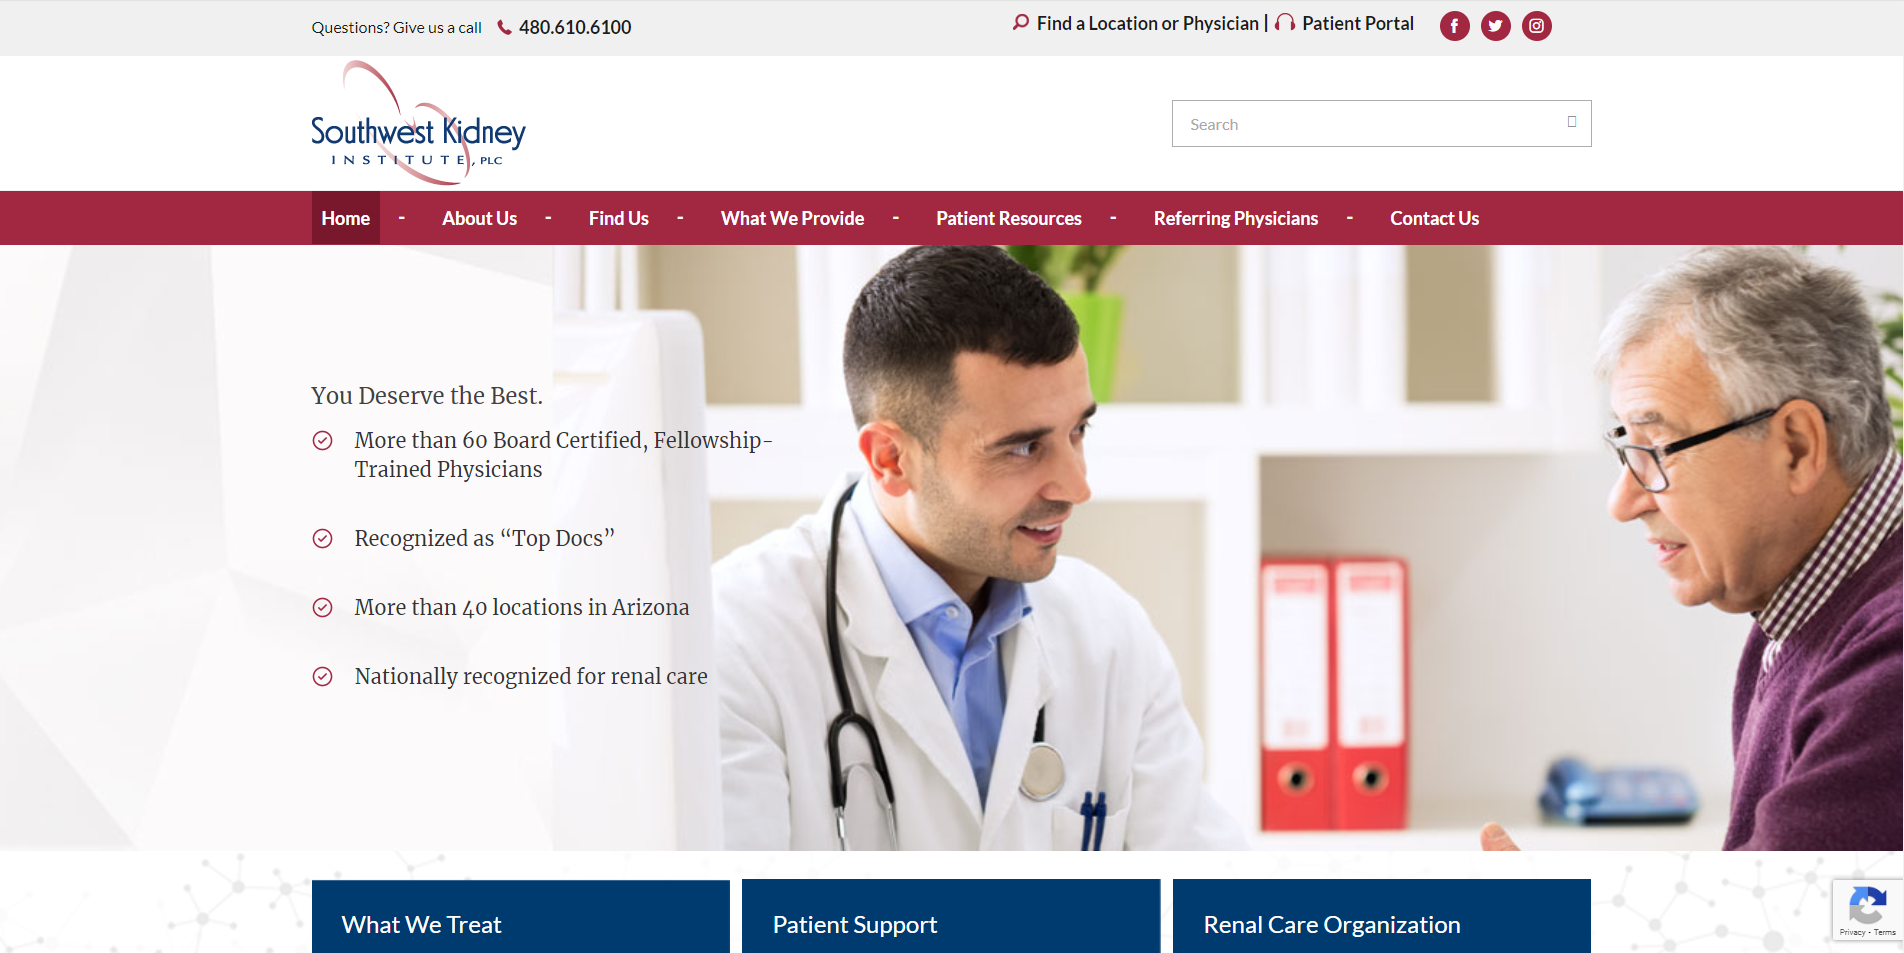 Questions? Give us a call 480.610.6100
Find a Location or Physician | Patient Portal
Southwest Kidney
INSTITUTE, PLC
Search
Home - About Us - Find Us - What We Provide - Patient Resources - Referring Physicians - Contact Us
You Deserve the Best.
More than 60 Board Certified, Fellowship-
Trained Physicians
Recognized as “Top Docs”
More than 40 locations in Arizona
Nationally recognized for renal care
What We Treat
Patient Support
Renal Care Organization
Privacy - Terms